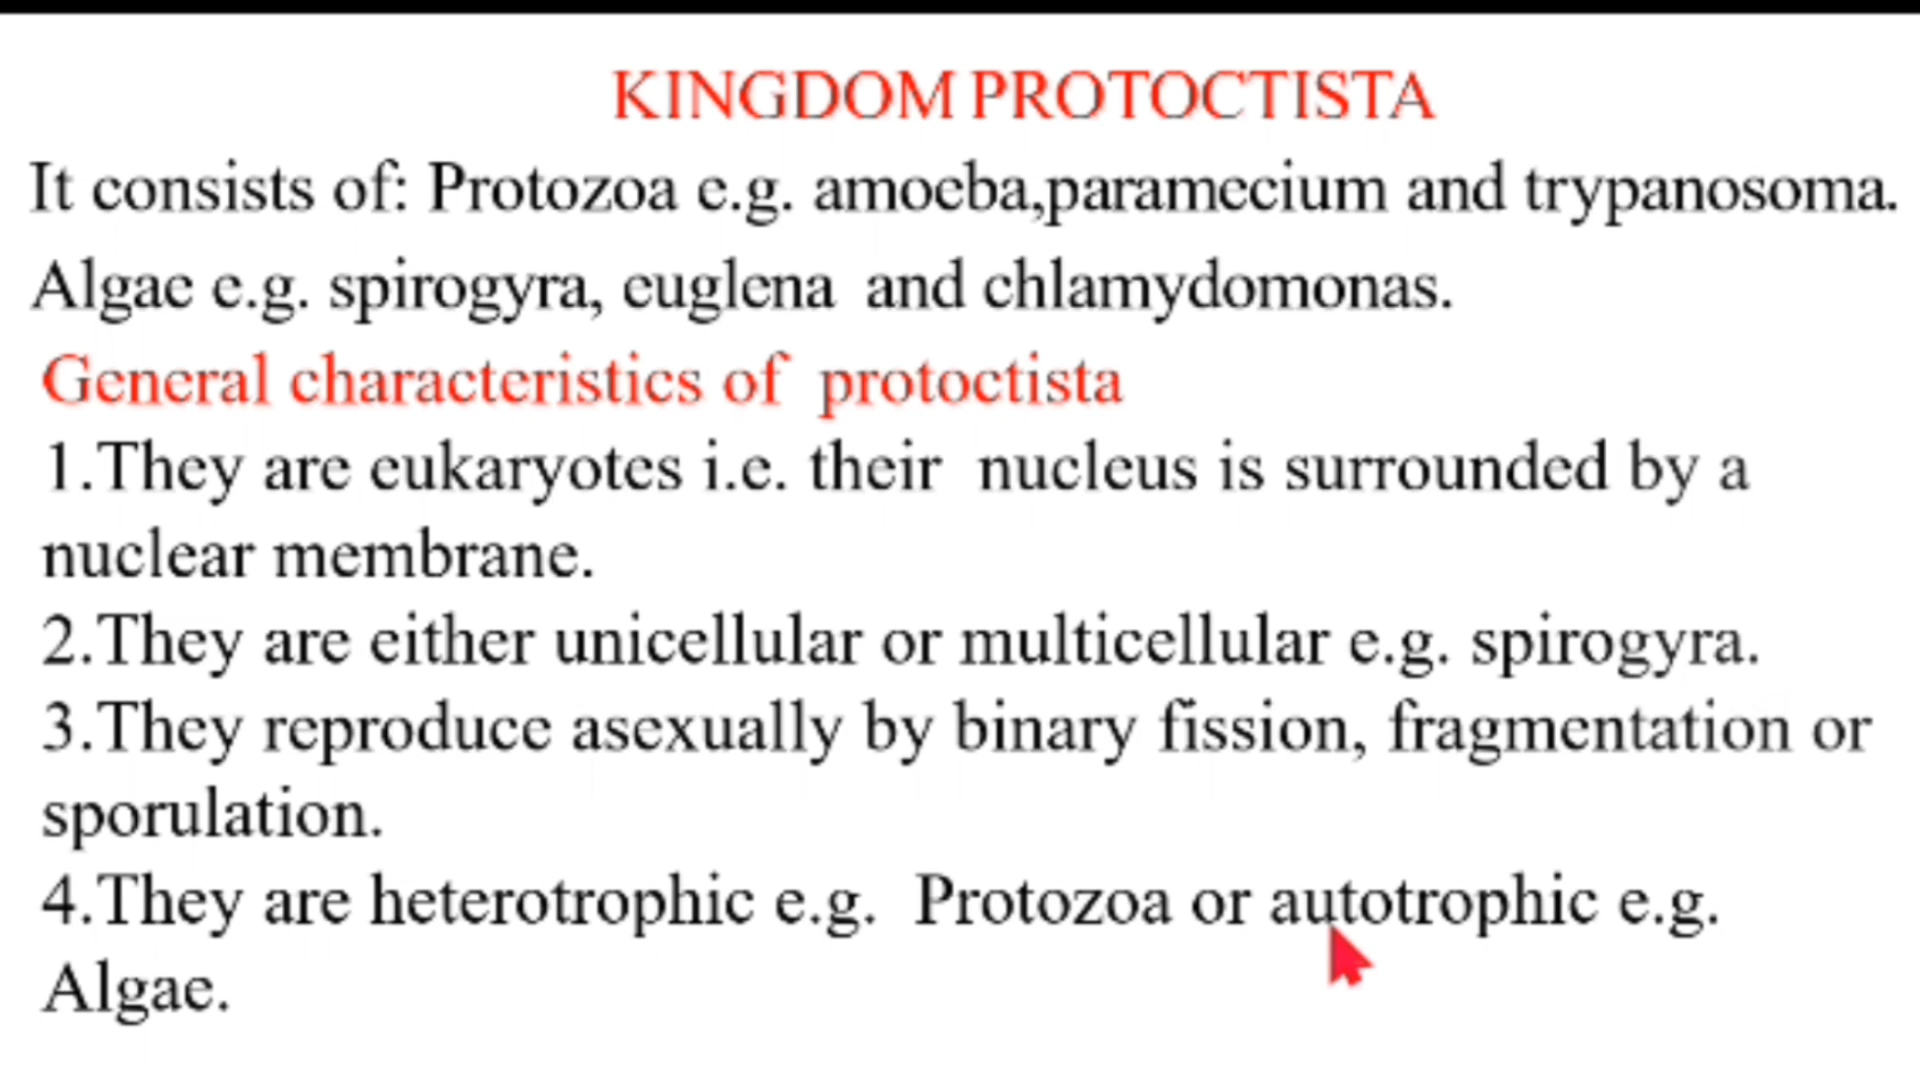 KINGDOM PROTOCTISTA
It consists of: Protozoa e.g. amoeba,paramecium and trypanosoma.
Algae e.g. spirogyra, euglena and chlamydomonas.
General characteristics of protoctista
1.They are eukaryotes i.e. their nucleus is surrounded by a
nuclear membrane.
2.They are either unicellular or multicellular e.g. spirogyra.
3.They reproduce asexually by binary fission, fragmentation or
sporulation.
4.They are heterotrophic e.g. Protozoa or autotrophic e.g.
Algae.